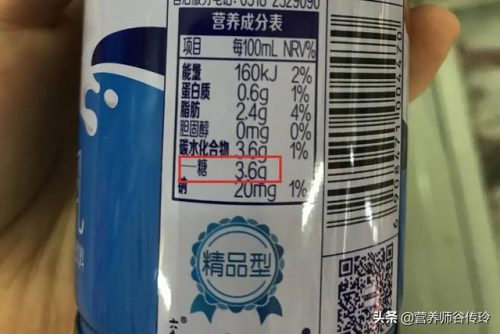 0318-2329090
营养成分表
项目 每100mL NRV%
能量 160kJ 2%
蛋白质 0.6g 1%
脂肪 2.4g 4%
胆固醇 0mg 0%
碳水化合物 3.6g 1%
—糖 3.6g
钠 20mg 1%
精品型
头条 @营养师谷传玲